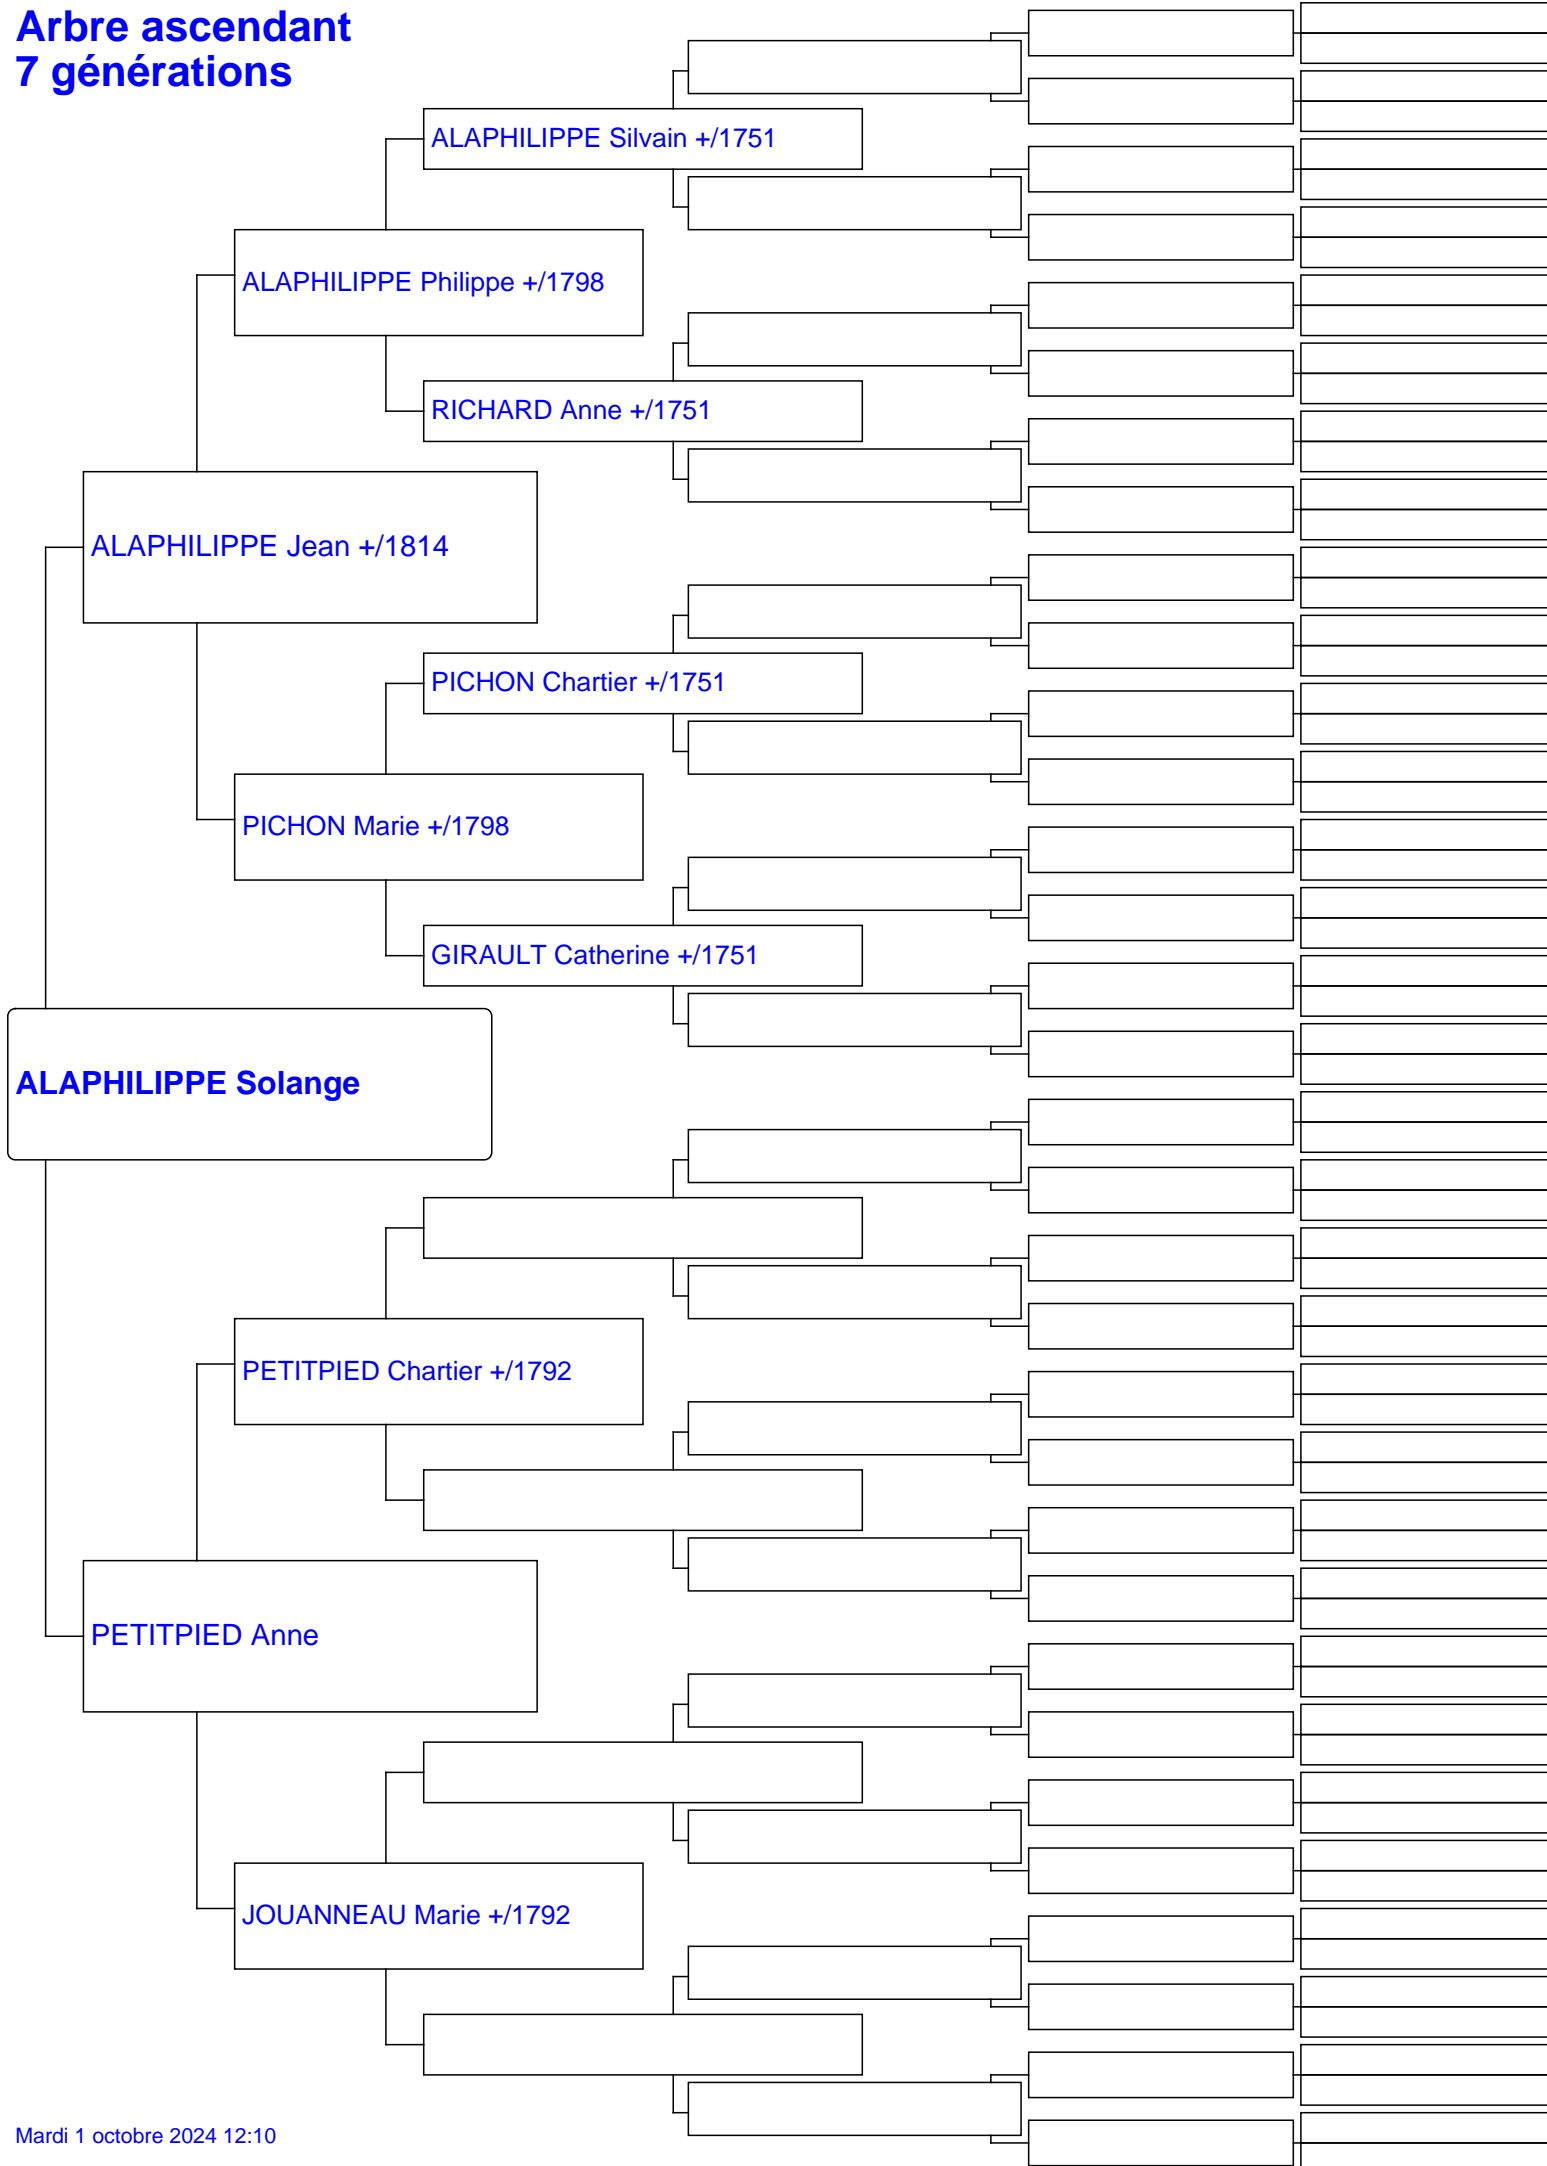 Arbre ascendant
7 générations
ALAPHILIPPE Silvain +/1751
ALAPHILIPPE Philippe +/1798
RICHARD Anne +/1751
ALAPHILIPPE Jean +/1814
PICHON Chartier +/1751
PICHON Marie +/1798
GIRAULT Catherine +/1751
ALAPHILIPPE Solange
PETITPIED Chartier +/1792
PETITPIED Anne
JOUANNEAU Marie +/1792
Mardi 1 octobre 2024 12:10